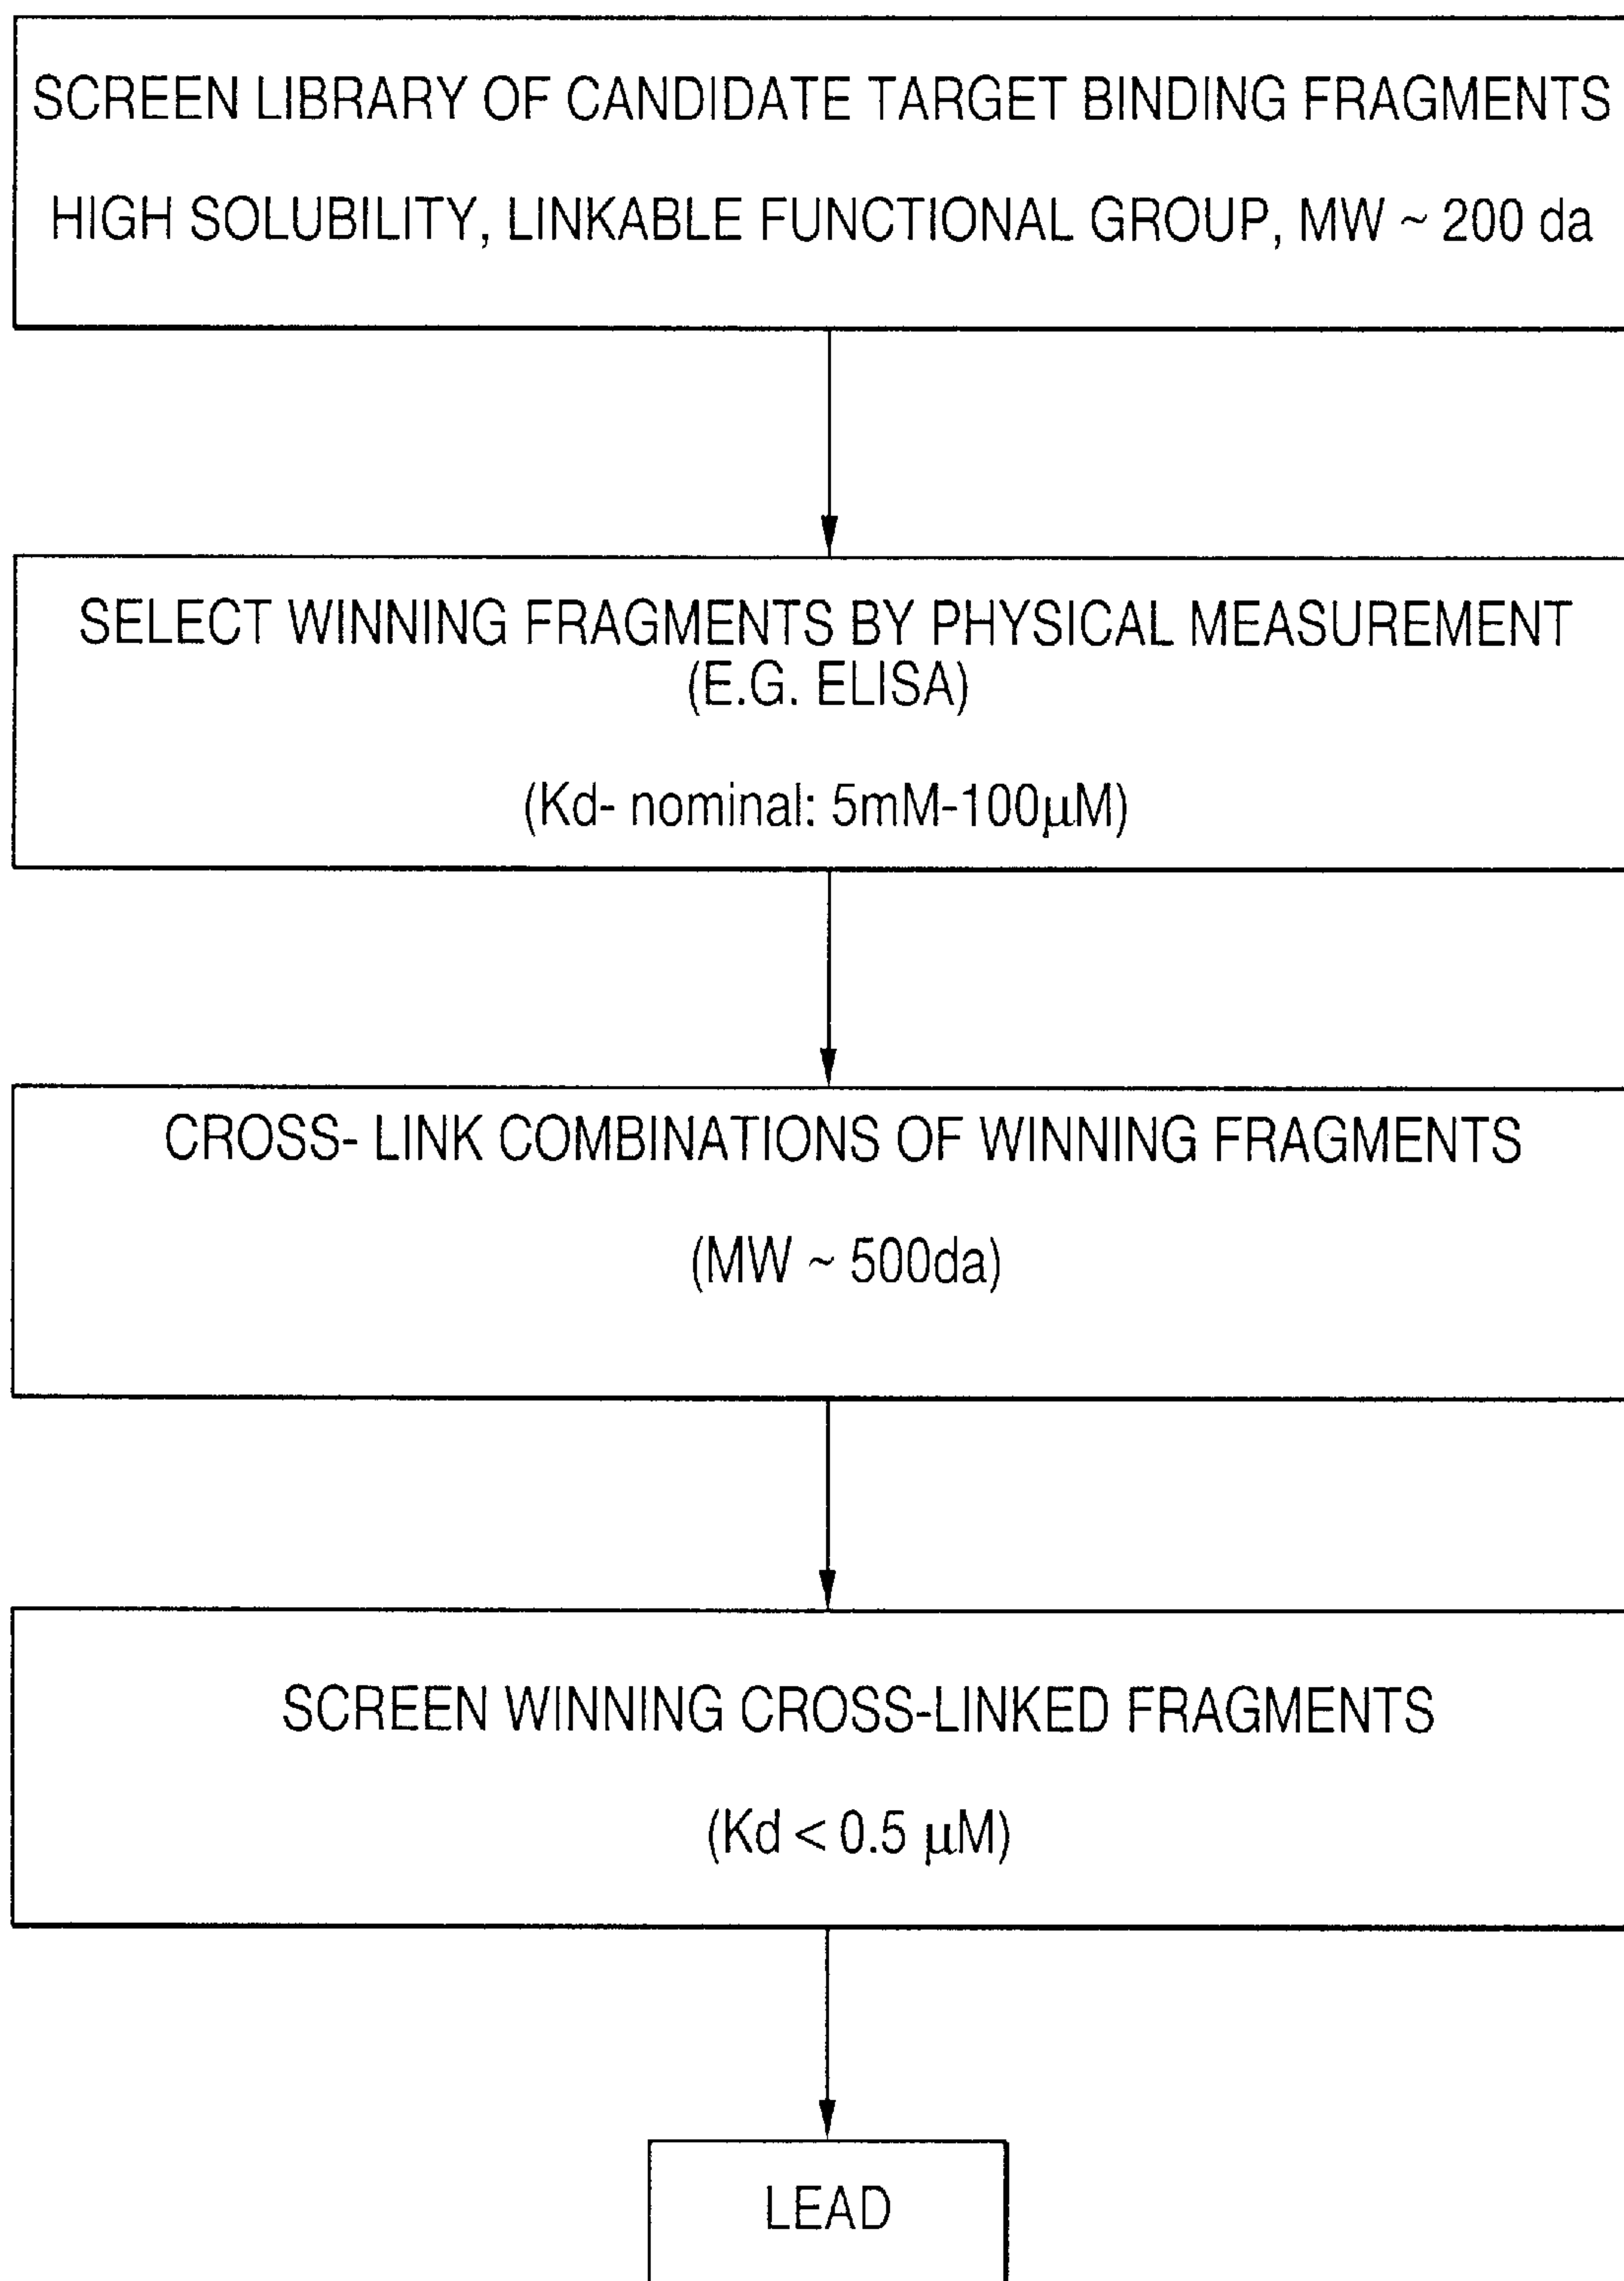 SCREEN LIBRARY OF CANDIDATE TARGET BINDING FRAGMENTS
HIGH SOLUBILITY, LINKABLE FUNCTIONAL GROUP, MW ~ 200 da
SELECT WINNING FRAGMENTS BY PHYSICAL MEASUREMENT
(E.G. ELISA)
(Kd- nominal: 5mM-100μM)
CROSS- LINK COMBINATIONS OF WINNING FRAGMENTS
(MW ~ 500da)
SCREEN WINNING CROSS-LINKED FRAGMENTS
(Kd < 0.5 μM)
LEAD